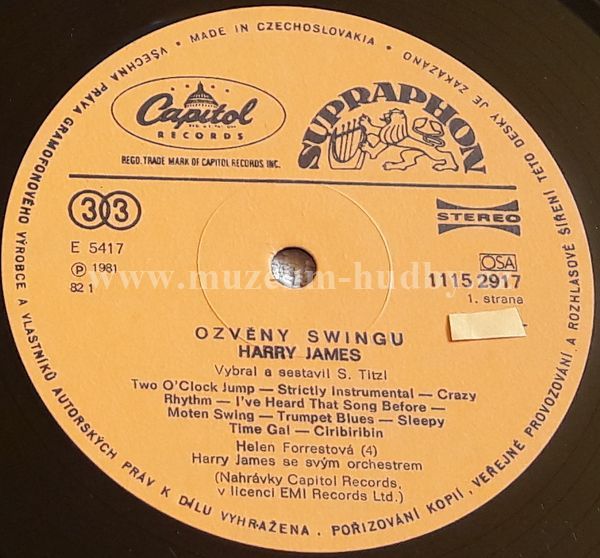 VŠECHNA PRÁVA GRAMOFONOVÉHO VÝROBCE A VLASTNÍKŮ AUTORSKÝCH PRÁV K DÍLU VYHRAŽENA. POŘIZOVÁNÍ KOPIÍ, VEŘEJNÉ PROVOZOVÁNÍ A ROZHLASOVÉ ŠÍŘENÍ TÉTO DESKY JE ZAKÁZÁNO • MADE IN CZECHOSLOVAKIA •
Capitol
RECORDS
REGD. TRADE MARK OF CAPITOL RECORDS INC.
SUPRAPHON
33
STEREO
E 5417
OSA
Ⓟ 1981
1115 2917
82 1
1. strana
www.muzeum-hudby.
OZVĚNY SWINGU
HARRY JAMES
Vybral a sestavil S. Titzl
Two O'Clock Jump — Strictly Instrumental — Crazy
Rhythm — I've Heard That Song Before —
Moten Swing — Trumpet Blues — Sleepy
Time Gal — Ciribiribin
Helen Forrestová (4)
Harry James se svým orchestrem
(Nahrávky Capitol Records,
v licenci EMI Records Ltd.)